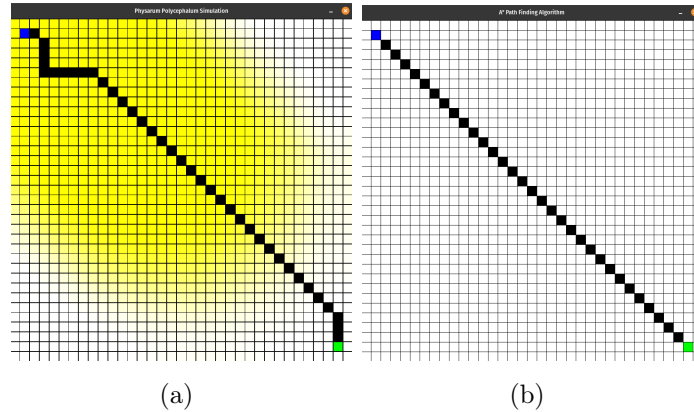 Physarum Polycephalum Simulation
A* Path Finding Algorithm
(a)
(b)